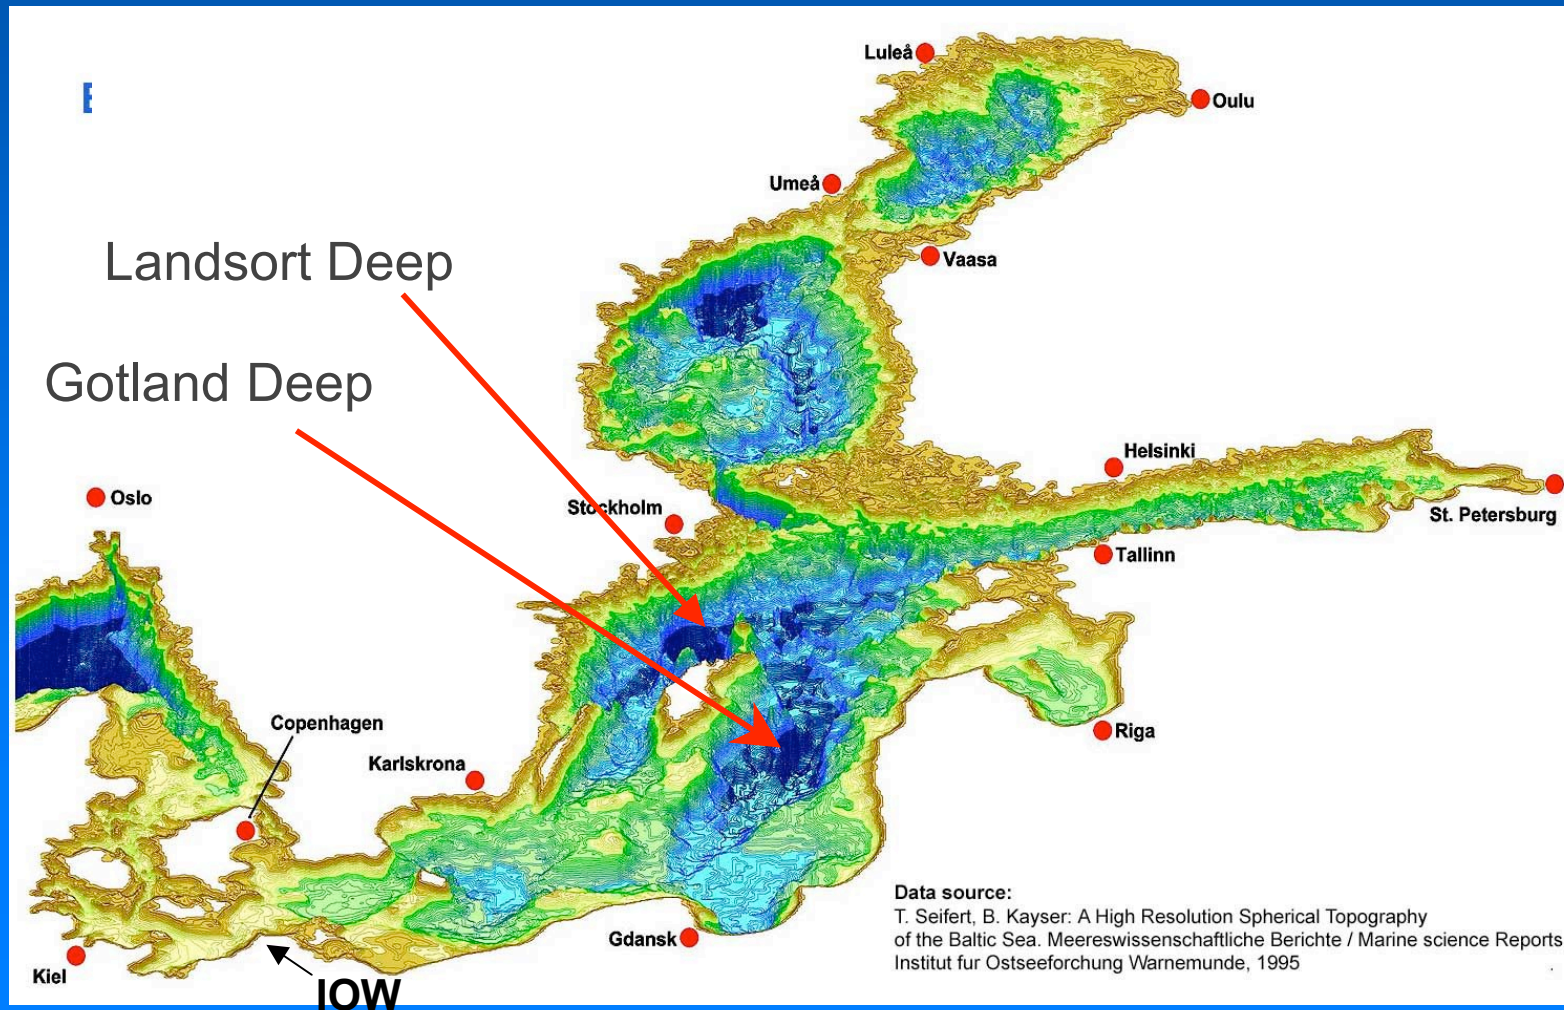 Luleå
Oulu
Umeå
Landsort Deep
Vaasa
Gotland Deep
Helsinki
Oslo
Stockholm
St. Petersburg
Tallinn
Copenhagen
Riga
Karlskrona
Data source:
T. Seifert, B. Kayser: A High Resolution Spherical Topography
of the Baltic Sea. Meereswissenschaftliche Berichte / Marine science Reports
Institut fur Ostseeforchung Warnemunde, 1995
Gdansk
Kiel
IOW